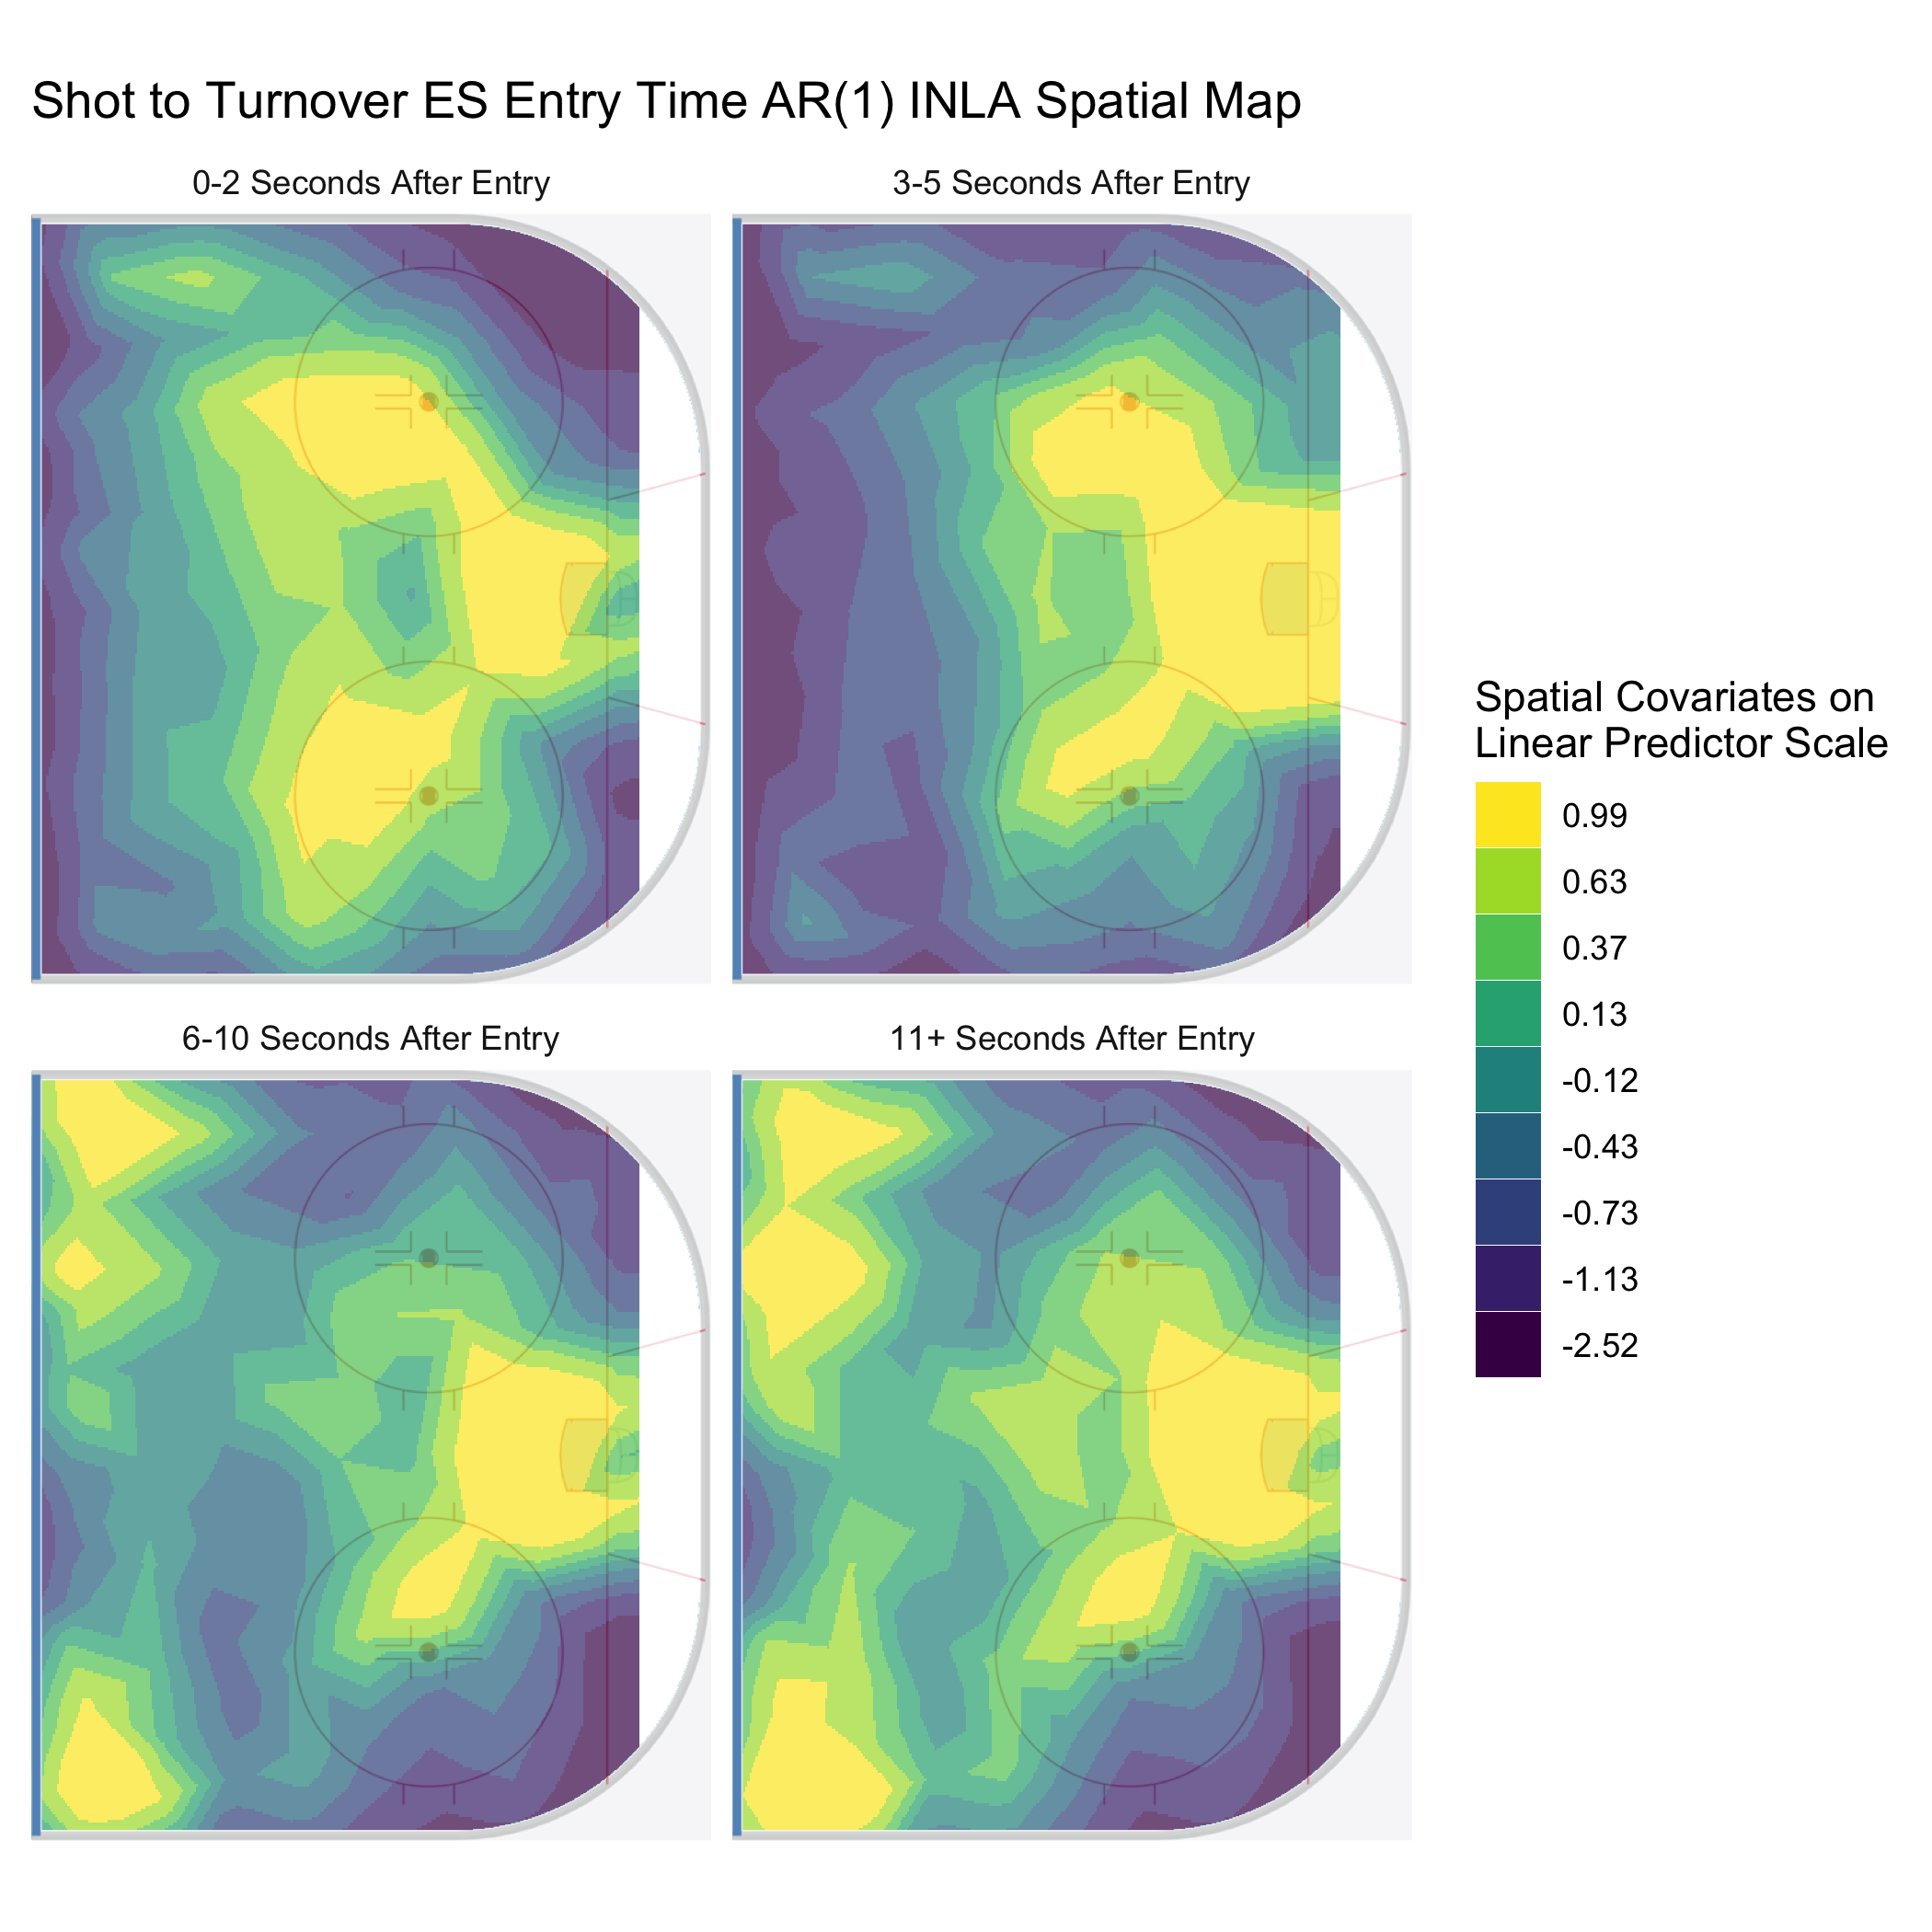 Shot to Turnover ES Entry Time AR(1) INLA Spatial Map
0-2 Seconds After Entry
3-5 Seconds After Entry
6-10 Seconds After Entry
11+ Seconds After Entry
Spatial Covariates on
Linear Predictor Scale
0.99
0.63
0.37
0.13
-0.12
-0.43
-0.73
-1.13
-2.52